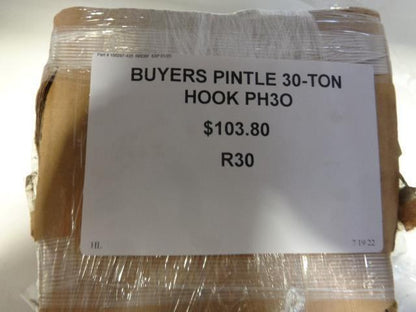 BUYERS PINTLE 30-TON
HOOK PH3O
$103.80
R30
HL 7 19 22